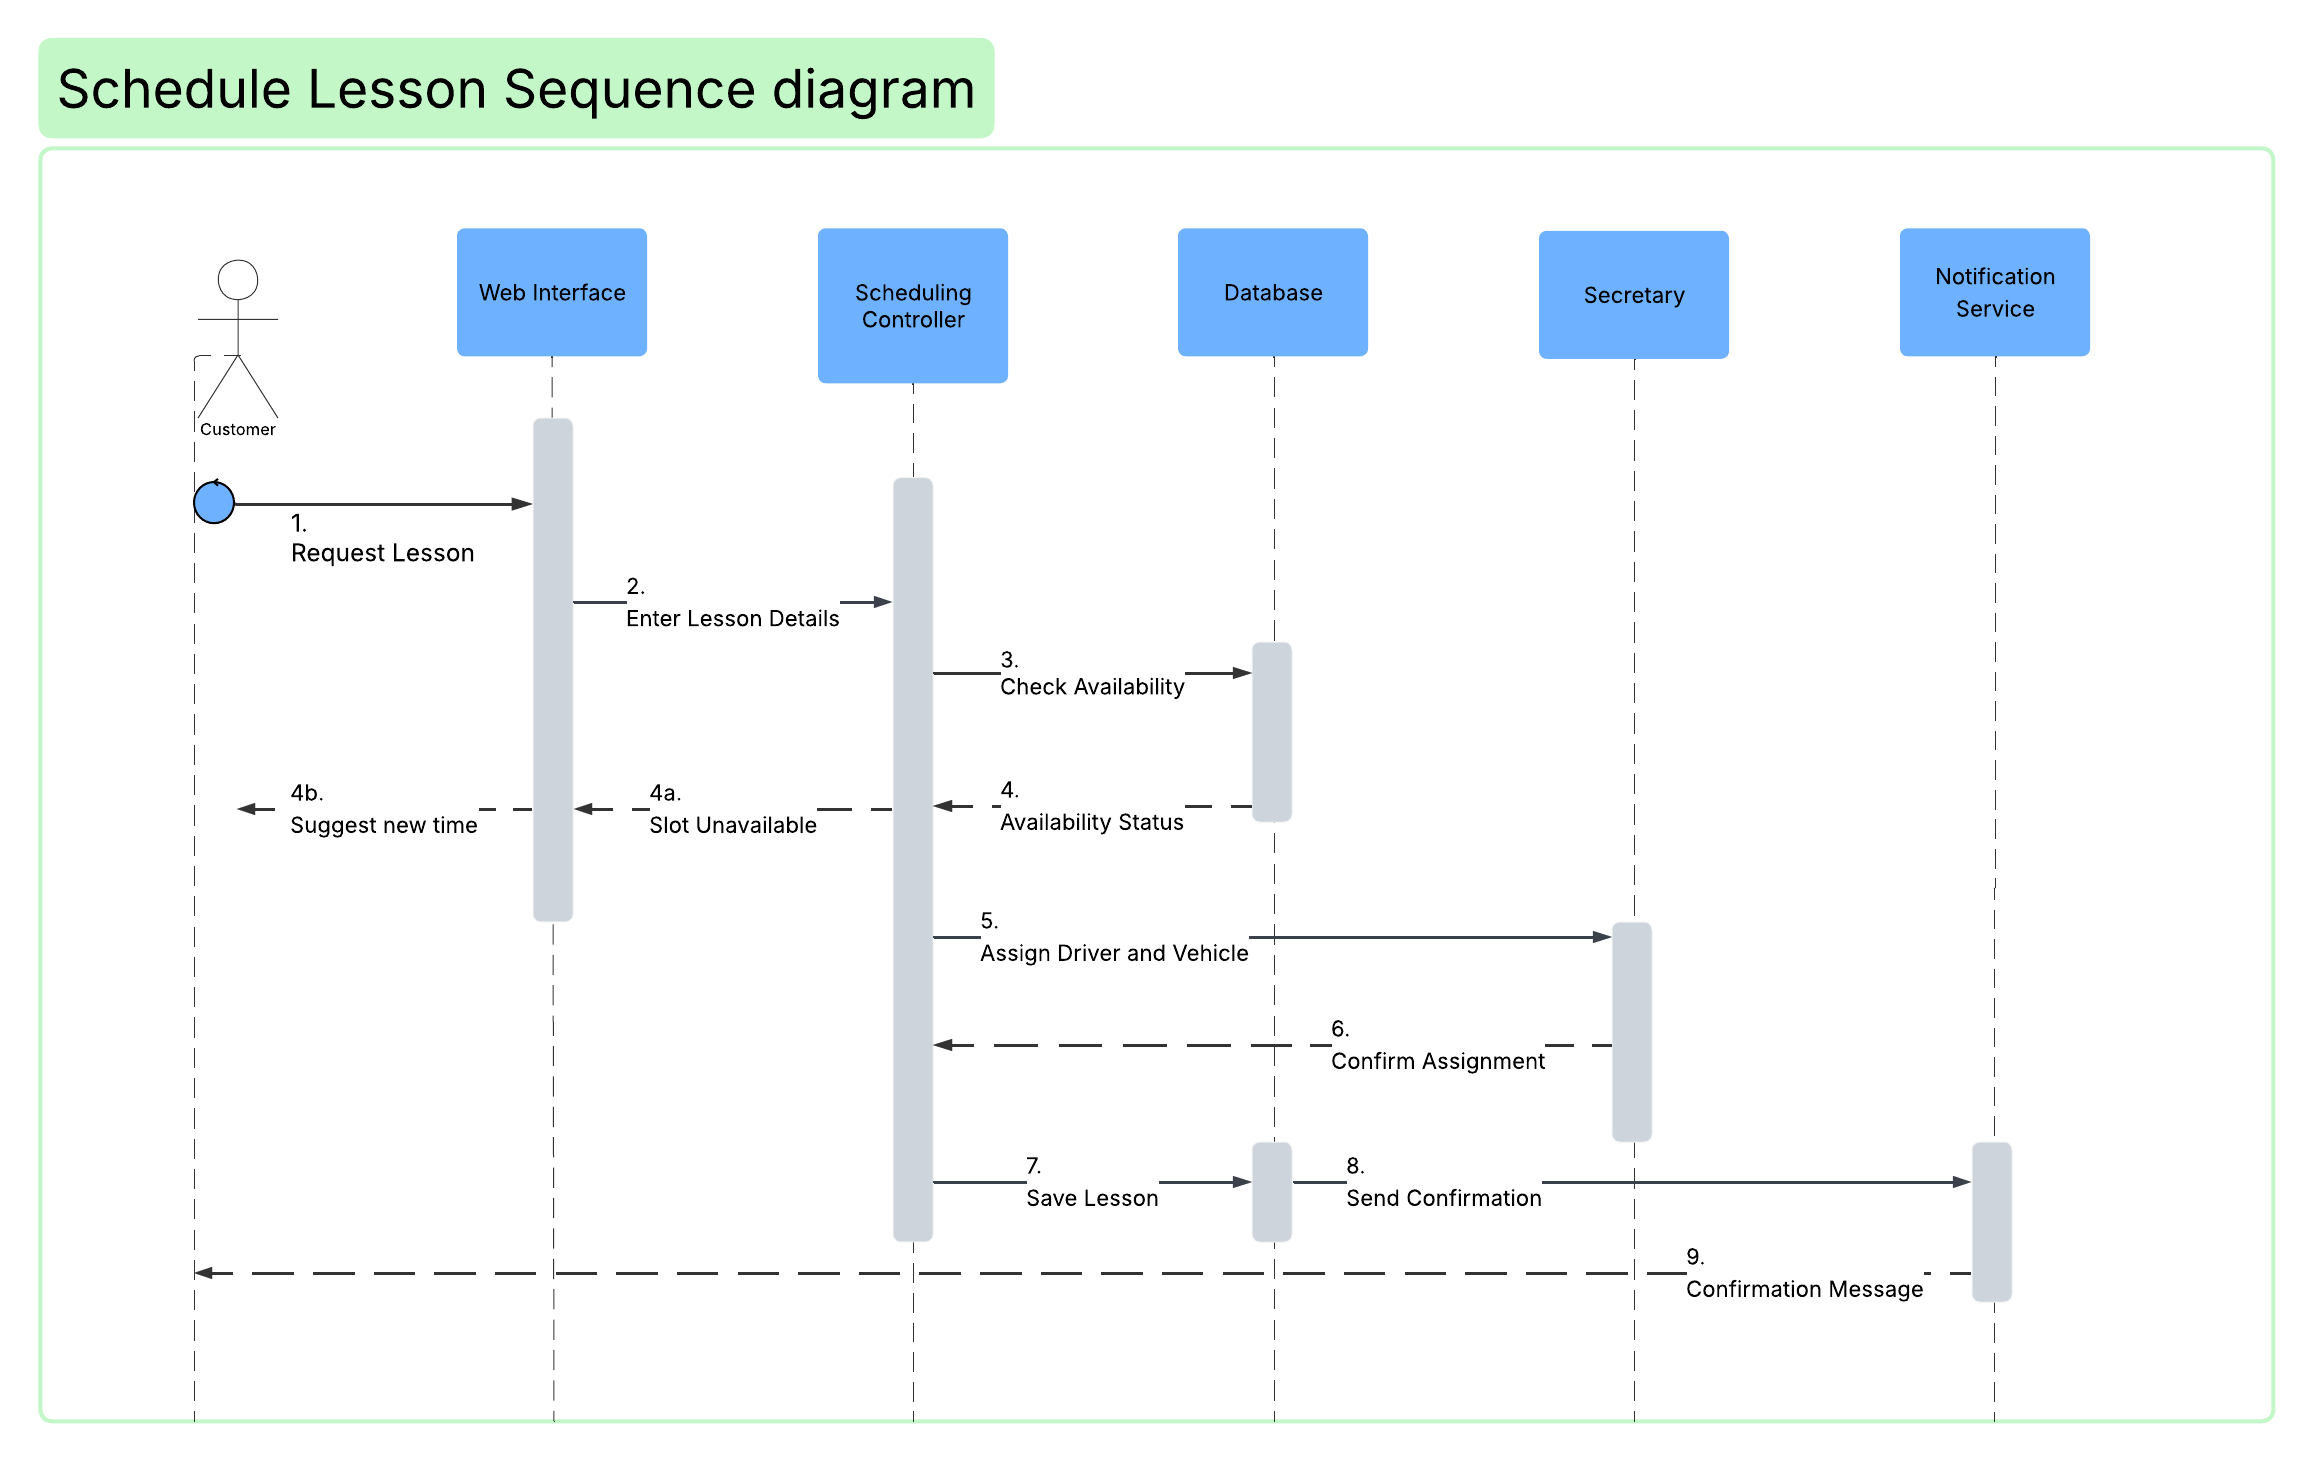 Schedule Lesson Sequence diagram
Customer
Web Interface
Scheduling
Controller
Database
Secretary
Notification
Service
1.
Request Lesson
2.
Enter Lesson Details
3.
Check Availability
4b.
Suggest new time
4a.
Slot Unavailable
4.
Availability Status
5.
Assign Driver and Vehicle
6.
Confirm Assignment
7.
Save Lesson
8.
Send Confirmation
9.
Confirmation Message